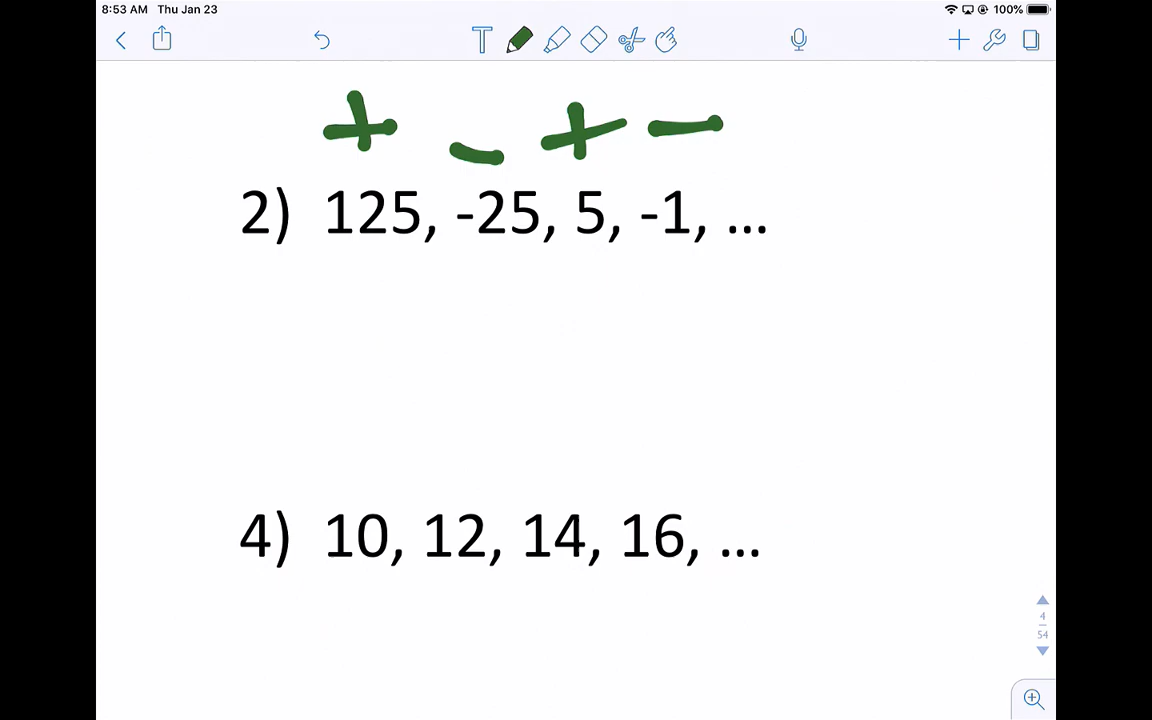 8:53 AM Thu Jan 23 100%
T
+ - + -
2) 125, -25, 5, -1, ...
4) 10, 12, 14, 16, ...
4
54